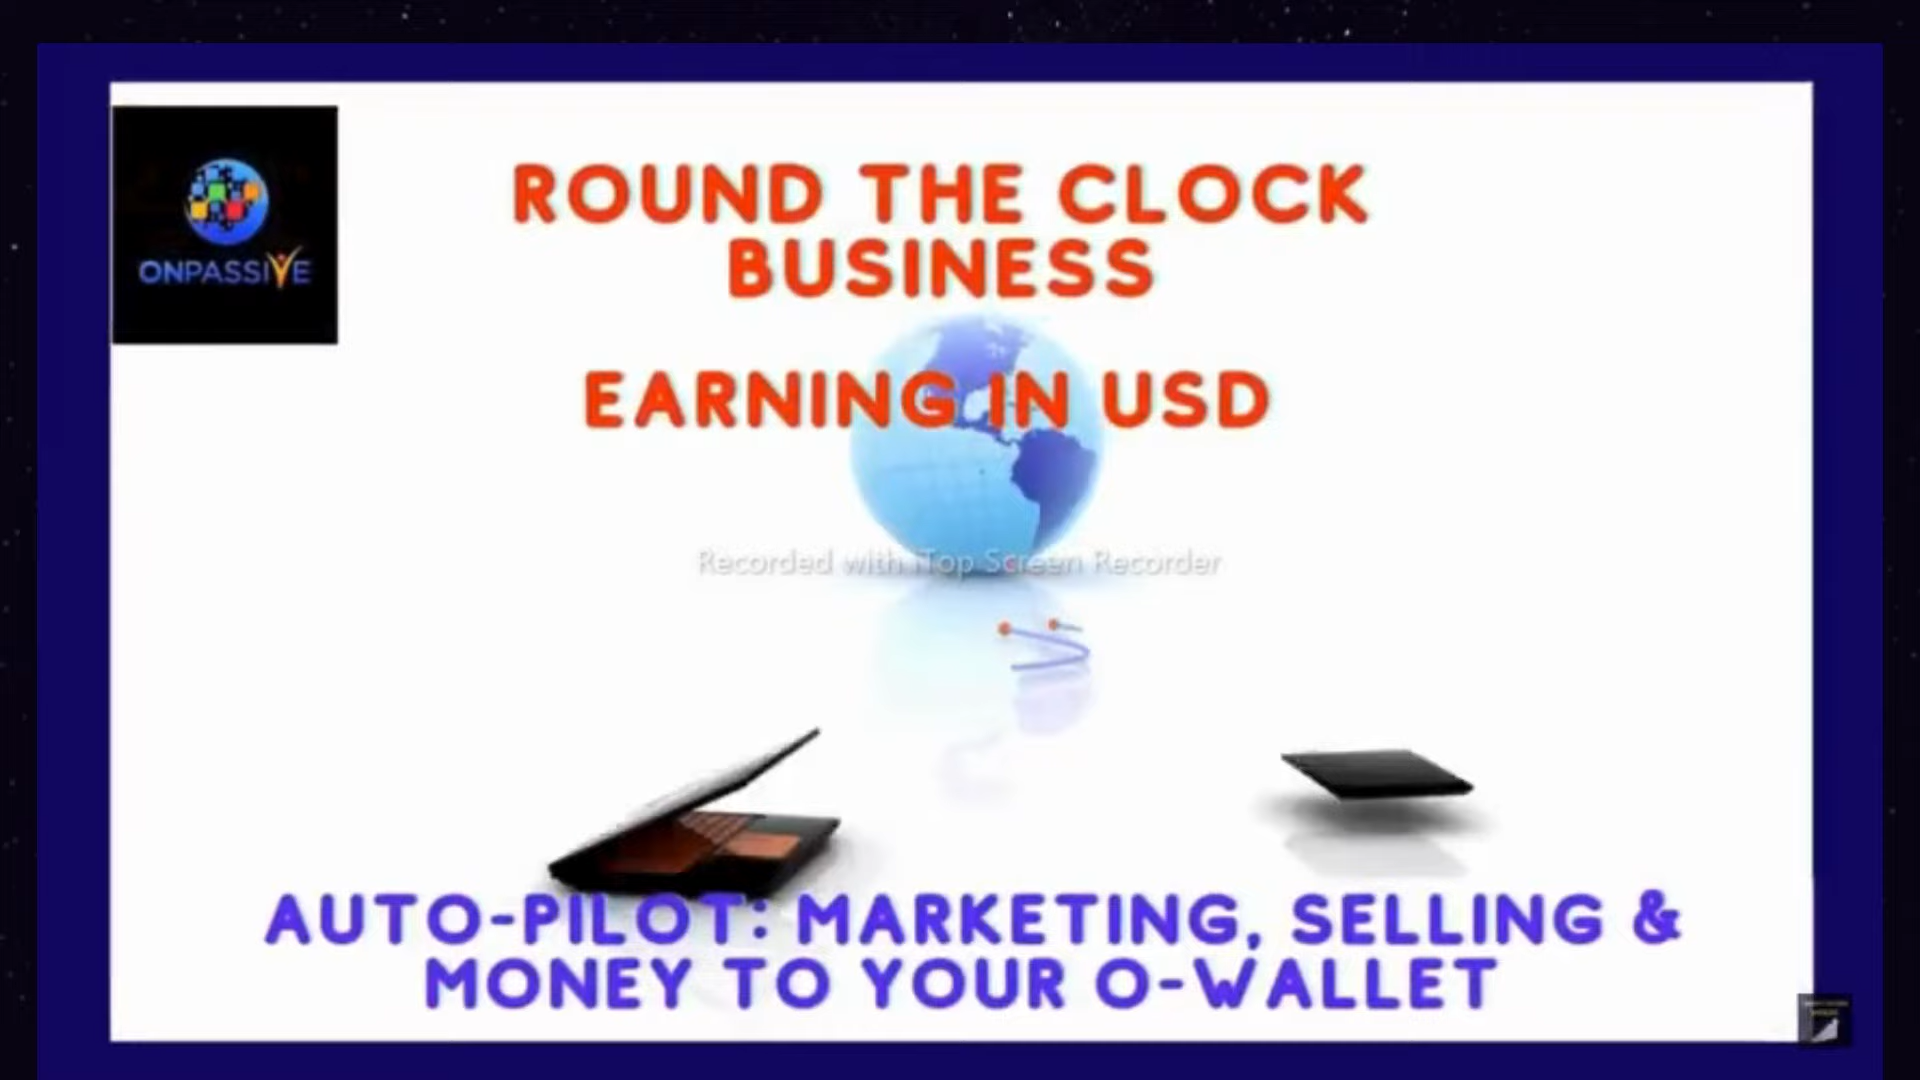 ONPASSIVE
ROUND THE CLOCK
BUSINESS
EARNING IN USD
Recorded with iTop Screen Recorder
AUTO-PILOT: MARKETING, SELLING &
MONEY TO YOUR O-WALLET